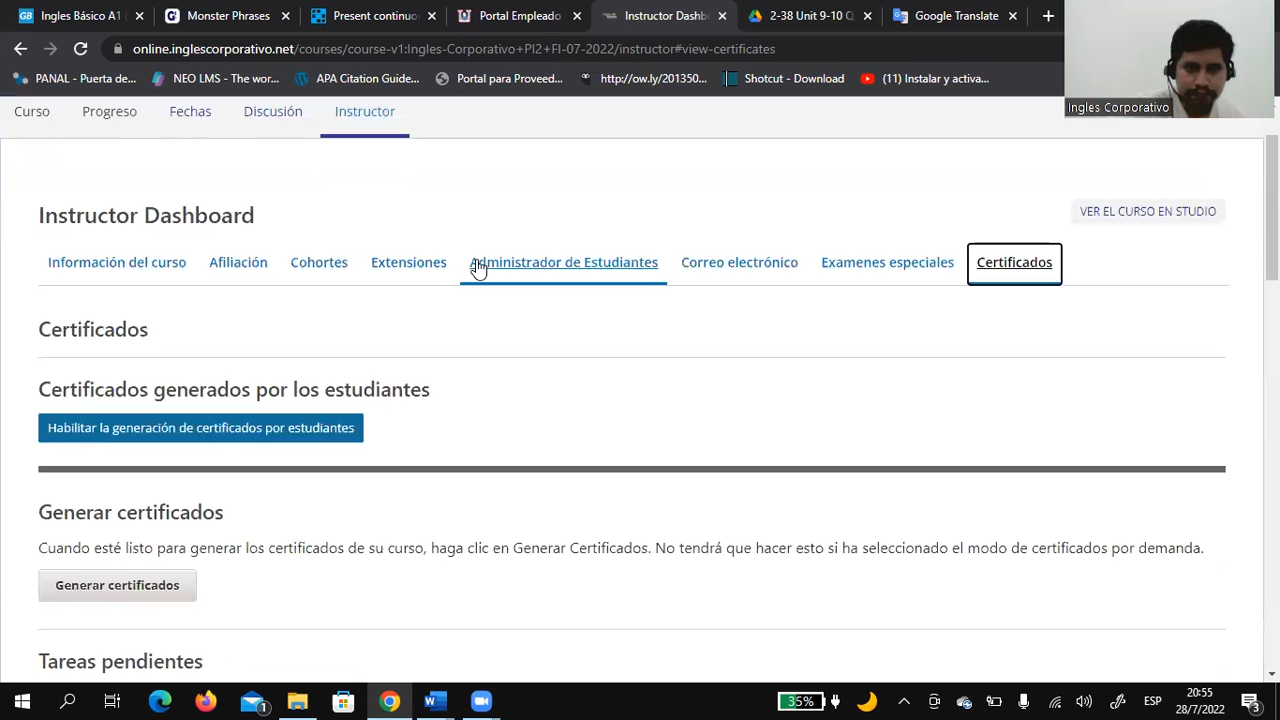 Inglés Básico A1 (
Monster Phrases
Present continuo
Portal Empleado
Instructor Dashb
2-38 Unit 9-10 Q
Google Translate
online.inglescorporativo.net/courses/course-v1:Ingles-Corporativo+PI2+FI-07-2022/instructor#view-certificates
PANAL - Puerta de...
NEO LMS - The wor...
APA Citation Guide...
Portal para Proveed...
http://ow.ly/201350...
Shotcut - Download
(11) Instalar y activa...
Ingles Corporativo
Curso
Progreso
Fechas
Discusión
Instructor
Instructor Dashboard
VER EL CURSO EN STUDIO
Información del curso
Afiliación
Cohortes
Extensiones
Administrador de Estudiantes
Correo electrónico
Examenes especiales
Certificados
Certificados
Certificados generados por los estudiantes
Habilitar la generación de certificados por estudiantes
Generar certificados
Cuando esté listo para generar los certificados de su curso, haga clic en Generar Certificados. No tendrá que hacer esto si ha seleccionado el modo de certificados por demanda.
Generar certificados
Tareas pendientes
1
35%
ESP
20:55
28/7/2022
3